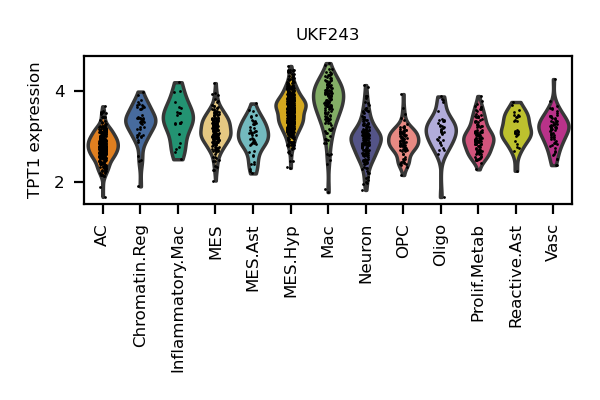 UKF243
TPT1 expression
4
2
AC
Chromatin.Reg
Inflammatory.Mac
MES
MES.Ast
MES.Hyp
Mac
Neuron
OPC
Oligo
Prolif.Metab
Reactive.Ast
Vasc